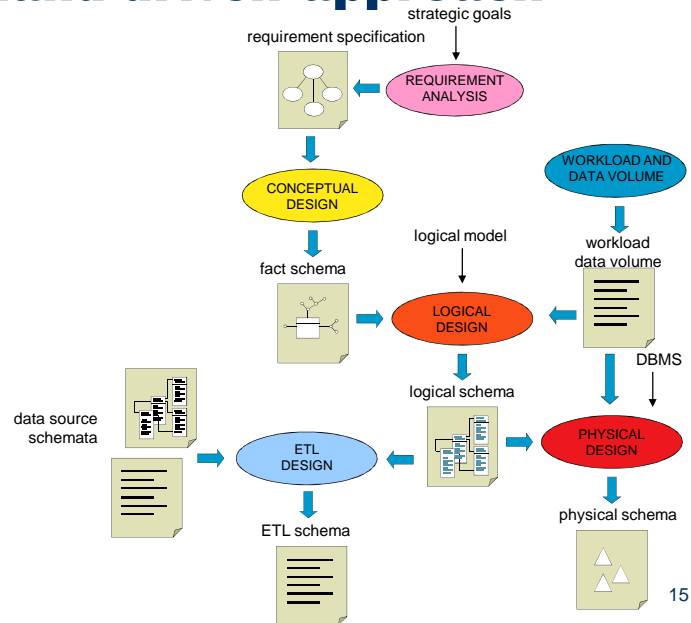 strategic goals
requirement specification
REQUIREMENT
ANALYSIS
WORKLOAD AND
DATA VOLUME
CONCEPTUAL
DESIGN
logical model
workload
data volume
fact schema
LOGICAL
DESIGN
DBMS
logical schema
data source
schemata
ETL
DESIGN
PHYSICAL
DESIGN
ETL schema
physical schema
15